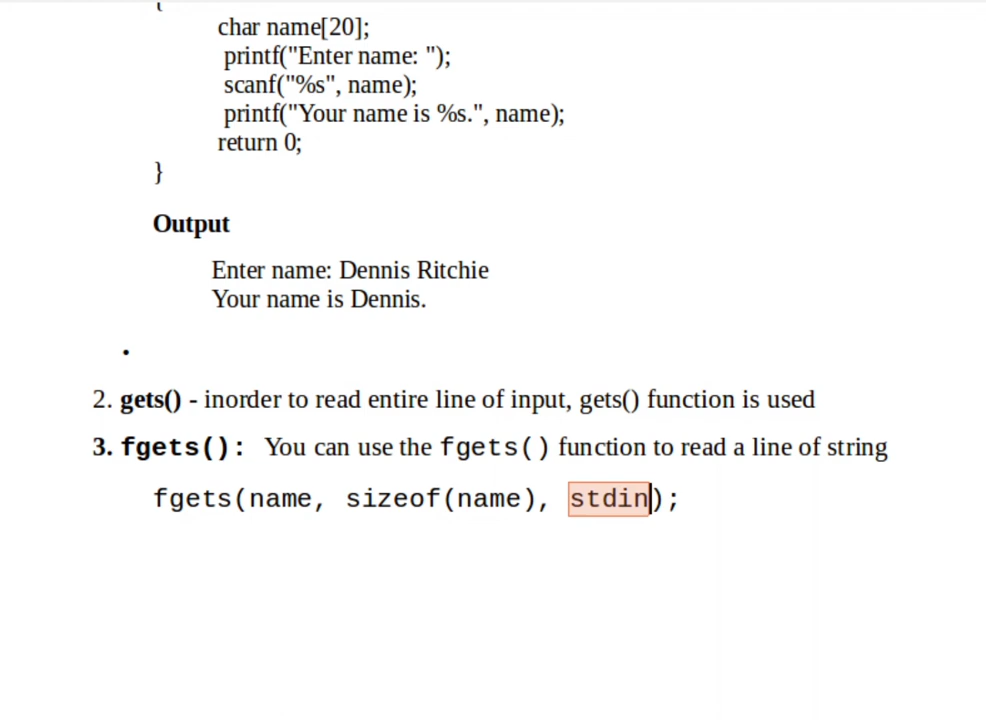 char name[20];
printf("Enter name: ");
scanf("%s", name);
printf("Your name is %s.", name);
return 0;
}
Output
Enter name: Dennis Ritchie
Your name is Dennis.
•
2. gets() - inorder to read entire line of input, gets() function is used
3. fgets(): You can use the fgets() function to read a line of string
fgets(name, sizeof(name), stdin);